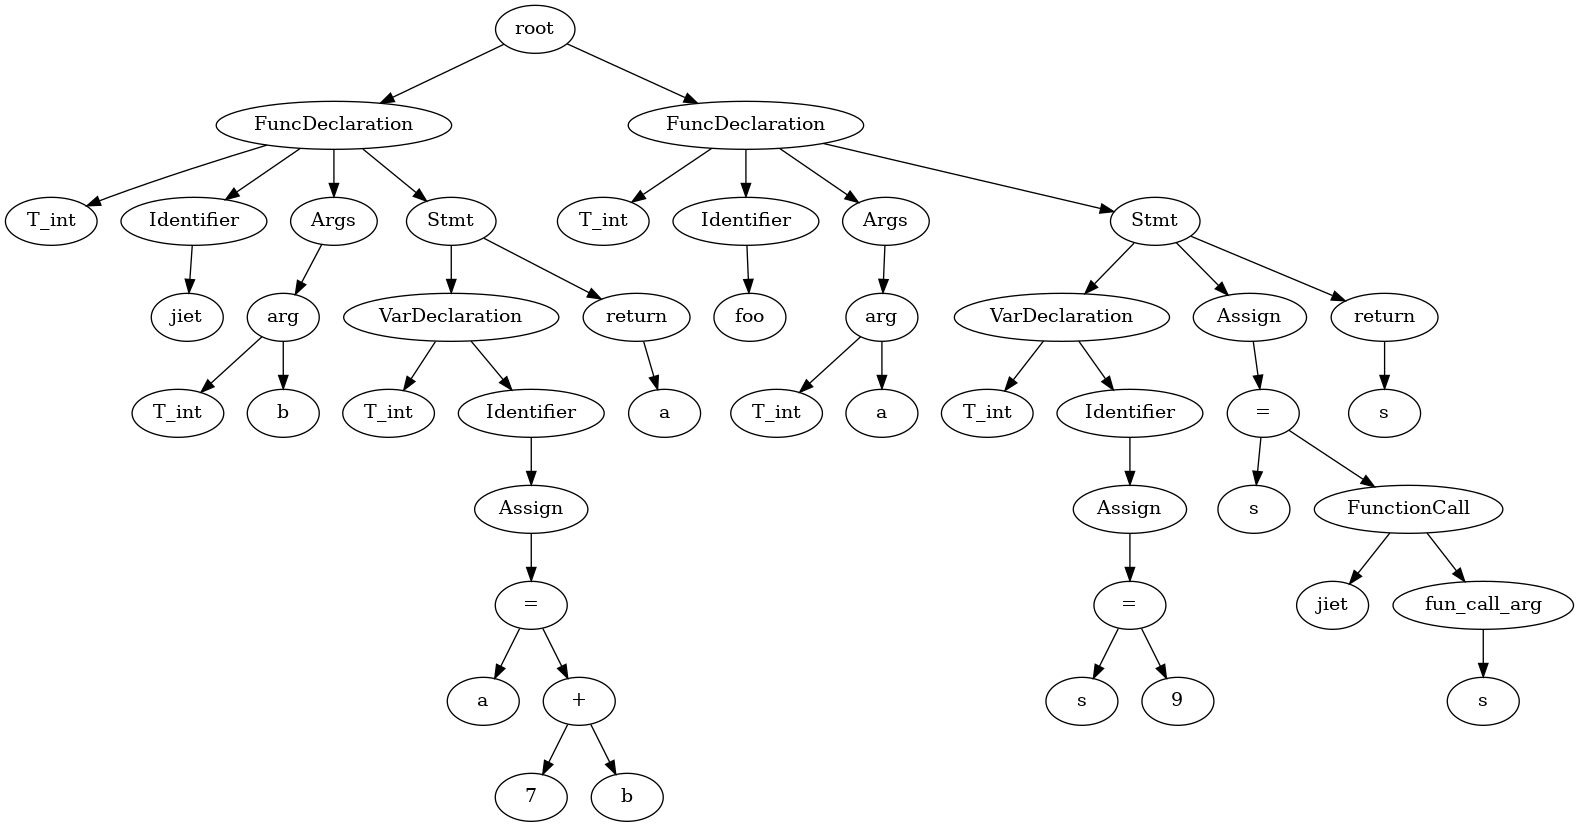 root
FuncDeclaration FuncDeclaration
T_int Identifier Args Stmt T_int Identifier Args Stmt
jiet arg VarDeclaration return foo arg VarDeclaration Assign return
T_int b T_int Identifier a T_int a T_int Identifier = s
Assign Assign s FunctionCall
= = jiet fun_call_arg
a + s 9 s
7 b